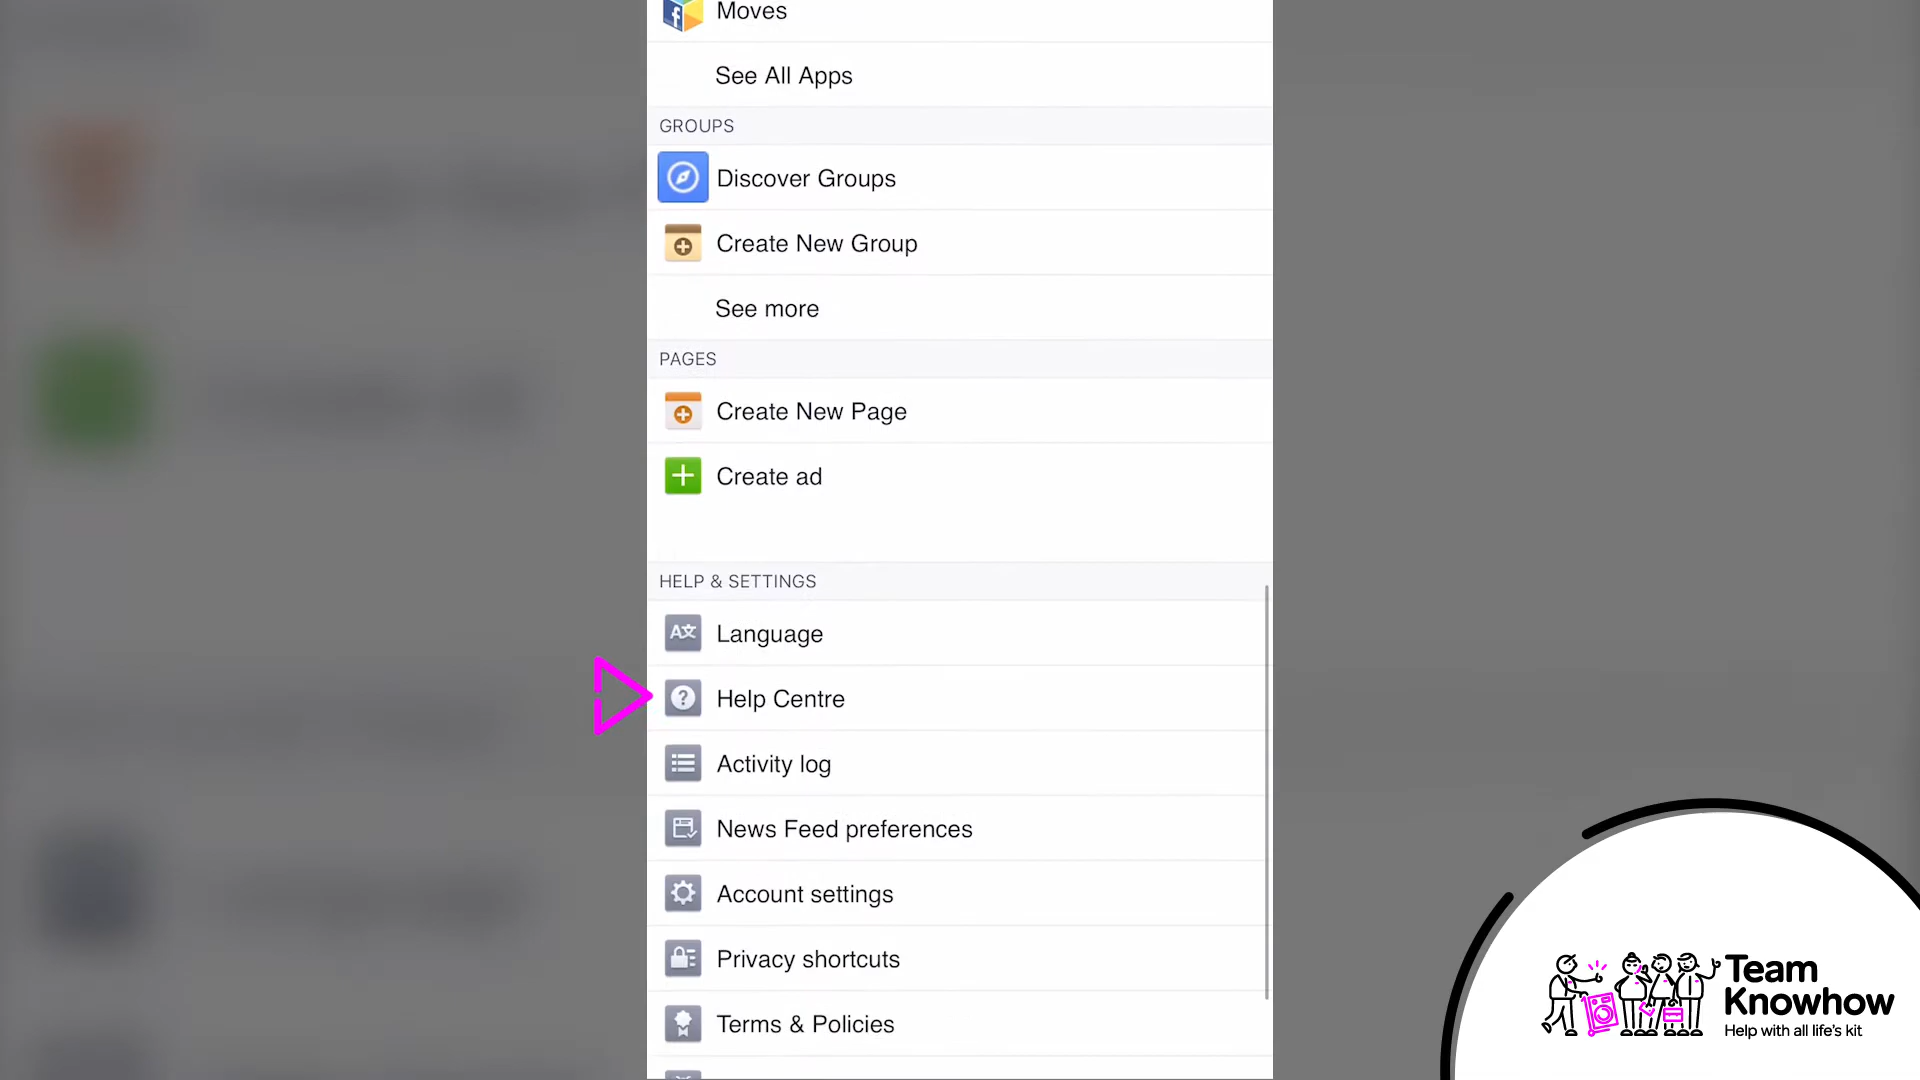 Moves
See All Apps
GROUPS
Discover Groups
Create New Group
See more
PAGES
Create New Page
Create ad
HELP & SETTINGS
Language
Help Centre
Activity log
News Feed preferences
Account settings
Privacy shortcuts
Terms & Policies
Team
Knowhow
Help with all life's kit